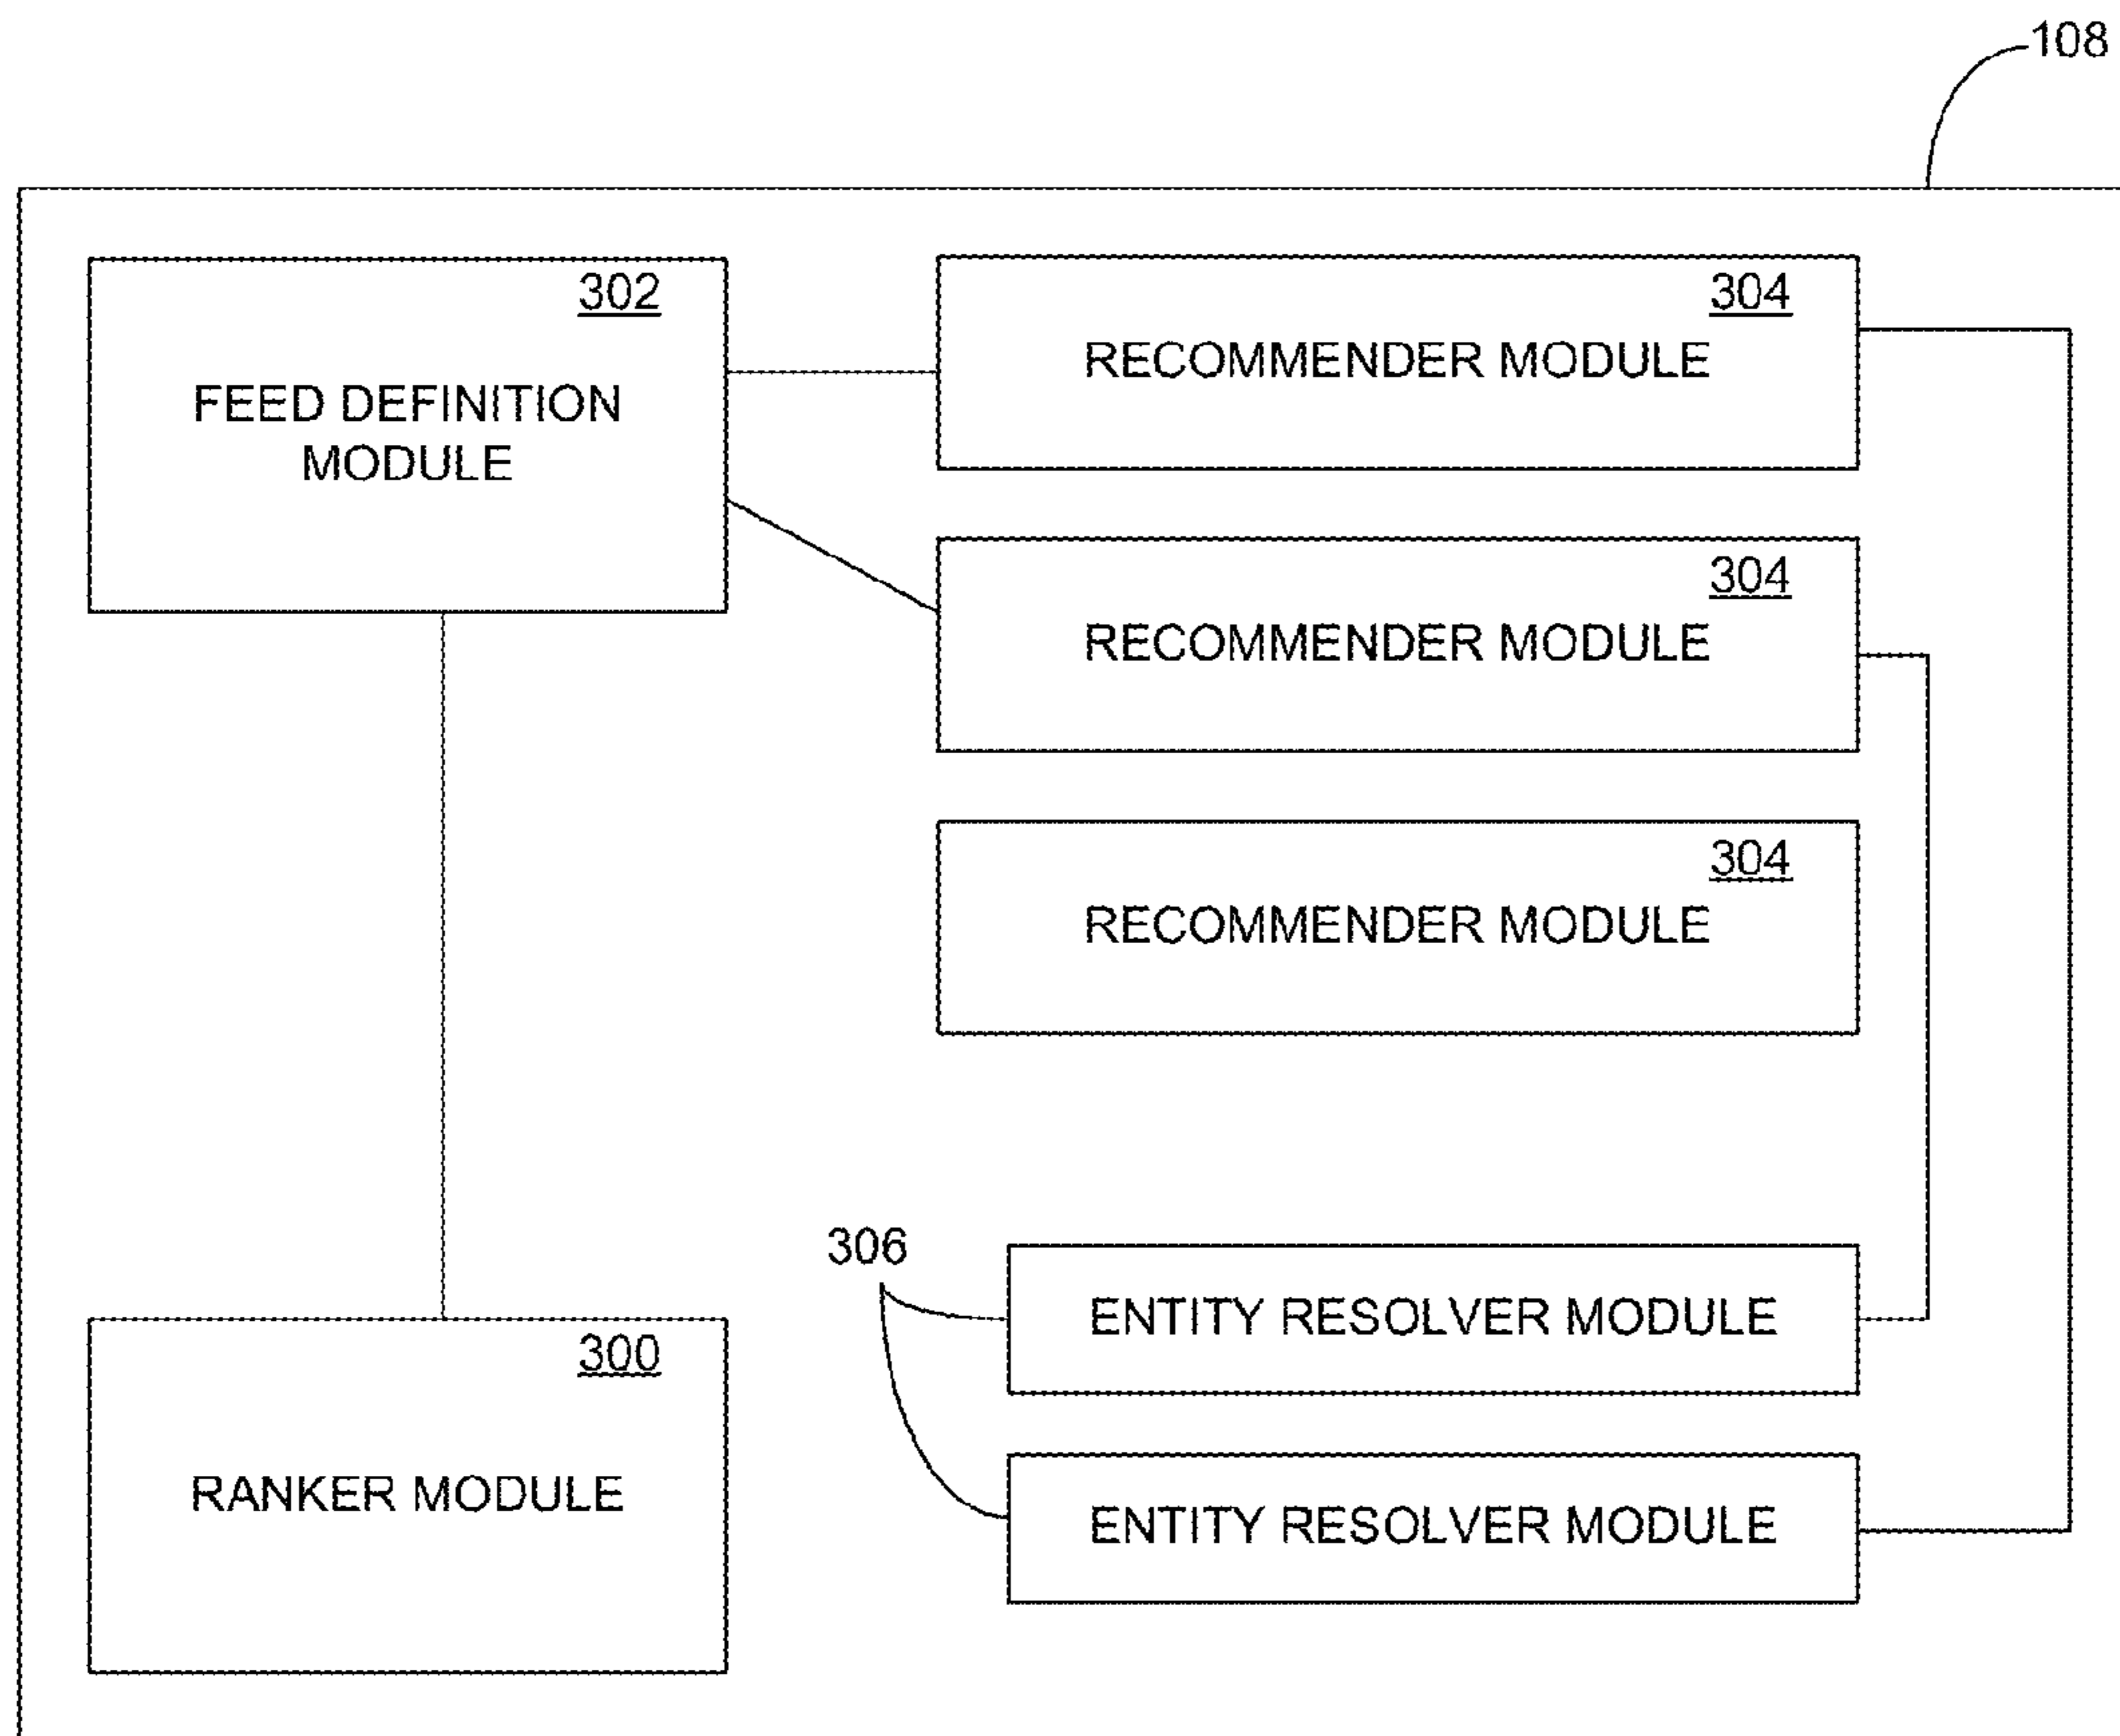 108
302
FEED DEFINITION
MODULE
304
RECOMMENDER MODULE
304
RECOMMENDER MODULE
304
RECOMMENDER MODULE
306
ENTITY RESOLVER MODULE
300
RANKER MODULE
ENTITY RESOLVER MODULE